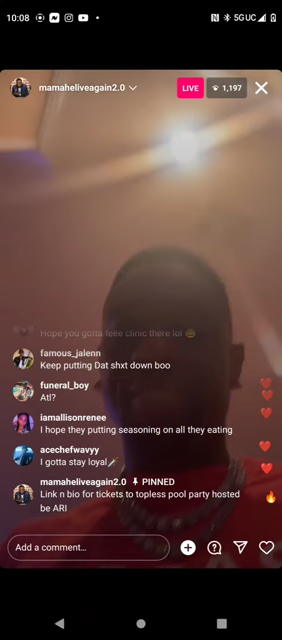 10:08
5GUC
mamaheliveagain2.0
LIVE
1,197
Hope you gotta feee clinic there lol 😂
famous_jalenn
Keep putting Dat shxt down boo
funeral_boy
Atl?
iamallisonrenee
I hope they putting seasoning on all they eating
acechefwavyy
I gotta stay loyal
mamaheliveagain2.0 PINNED
Link n bio for tickets to topless pool party hosted
be ARI
Add a comment...